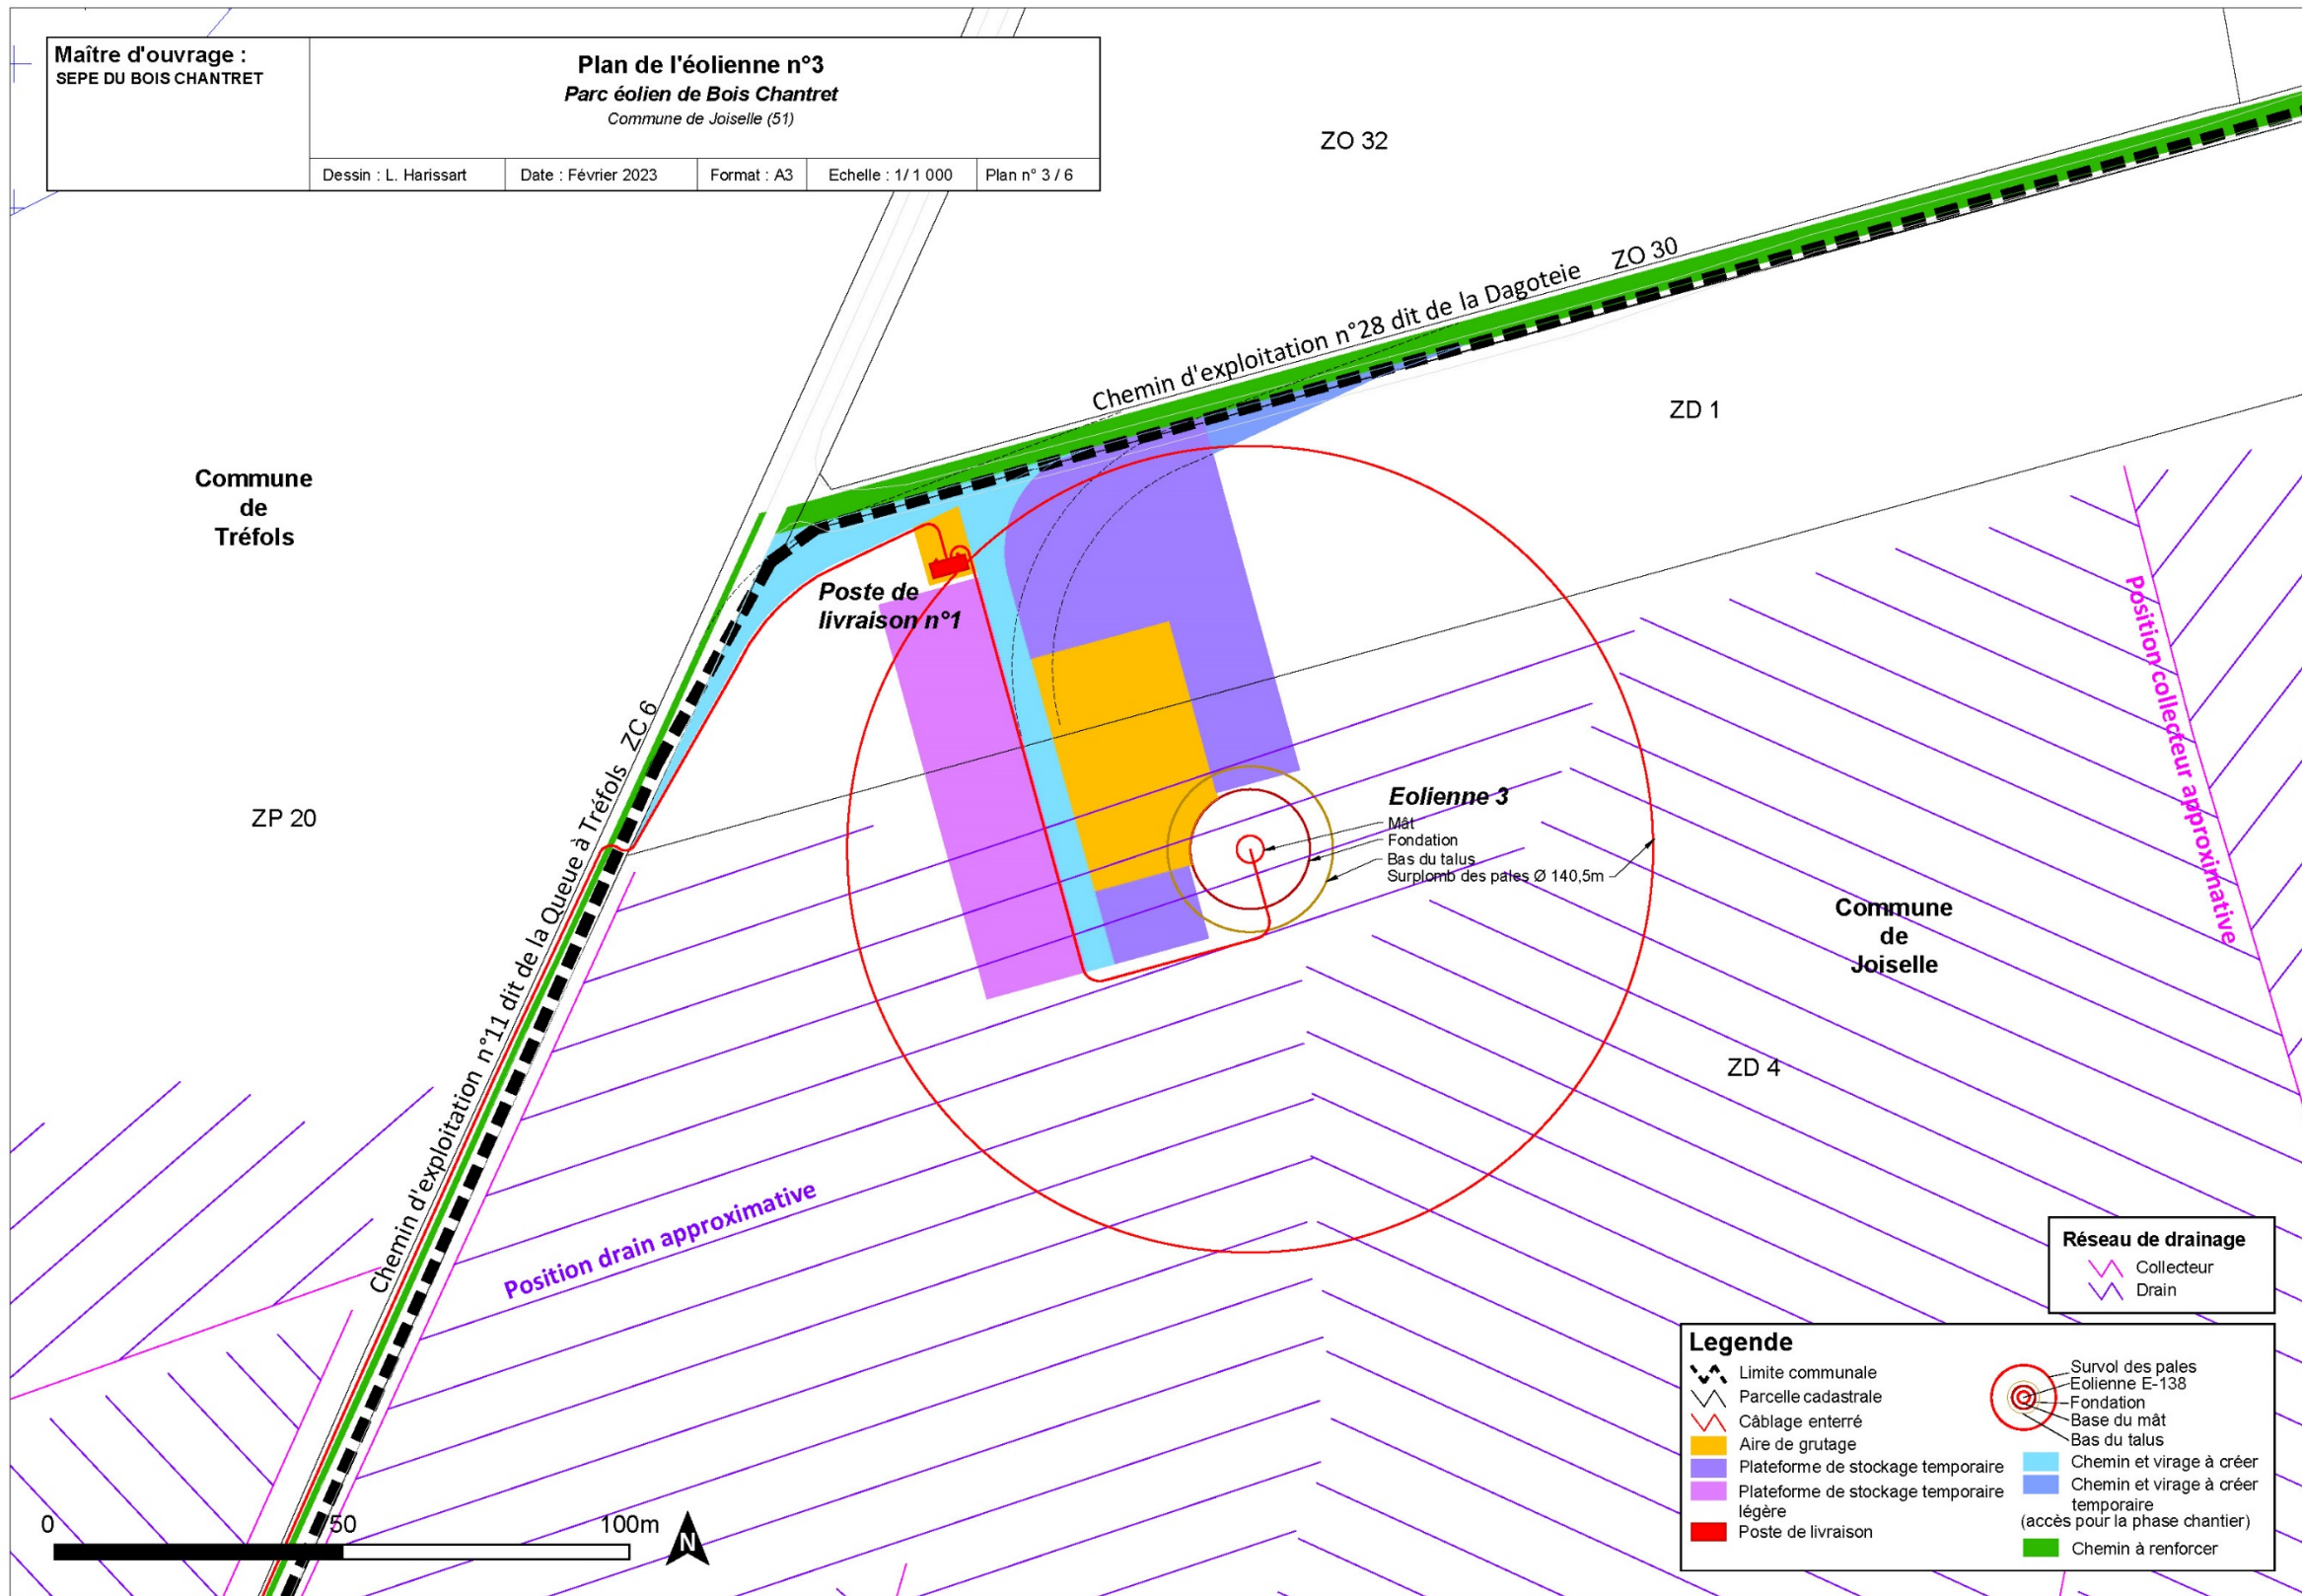 Maître d'ouvrage :
SEPE DU BOIS CHANTRET
Plan de l'éolienne n°3
Parc éolien de Bois Chantret
Commune de Joiselle (51)
Dessin : L. Harissart
Date : Février 2023
Format : A3
Echelle : 1/ 1 000
Plan n° 3 / 6
ZO 32
ZO 30
Chemin d'exploitation n°28 dit de la Dagoteie
ZD 1
Commune
de
Tréfols
Poste de
livraison n°1
Position collecteur approximative
ZC 6
Chemin d'exploitation n°11 dit de la Queue à Tréfols
ZP 20
Eolienne 3
Mât
Fondation
Bas du talus
Surplomb des pales Ø 140,5m
Commune
de
Joiselle
ZD 4
Position drain approximative
Réseau de drainage
Collecteur
Drain
Legende
Limite communale
Parcelle cadastrale
Câblage enterré
Aire de grutage
Plateforme de stockage temporaire
Plateforme de stockage temporaire
légère
Poste de livraison
Survol des pales
Eolienne E-138
Fondation
Base du mât
Bas du talus
Chemin et virage à créer
Chemin et virage à créer
temporaire
(accès pour la phase chantier)
Chemin à renforcer
0 50 100m
N